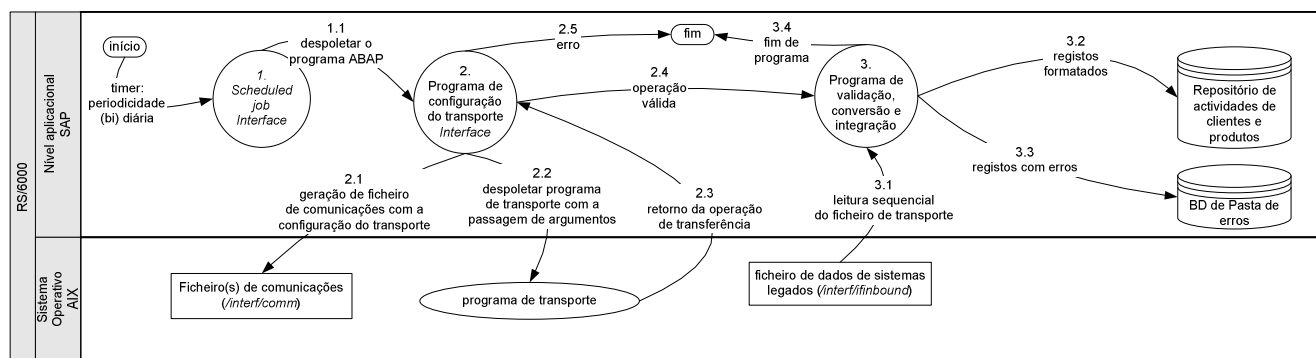 RS/6000
Nível aplicacional
SAP
início
timer:
periodicidade
(bi) diária
1.
Scheduled
job
Interface
1.1
despoletar o
programa ABAP
2.
Programa de
configuração
do transporte
Interface
2.5
erro
fim
2.4
operação
válida
3.4
fim de
programa
3.
Programa de
validação,
conversão e
integração
3.2
registos
formatados
Repositório de
actividades de
clientes e
produtos
3.3
registos com erros
BD de Pasta de
erros
2.1
geração de ficheiro
de comunicações com a
configuração do transporte
2.2
despoletar programa
de transporte com a
passagem de argumentos
2.3
retorno da operação
de transferência
3.1
leitura sequencial
do ficheiro de transporte
Sistema
Operativo
AIX
Ficheiro(s) de comunicações
(/interf/comm)
programa de transporte
ficheiro de dados de sistemas
legados (/interf/ifinbound)